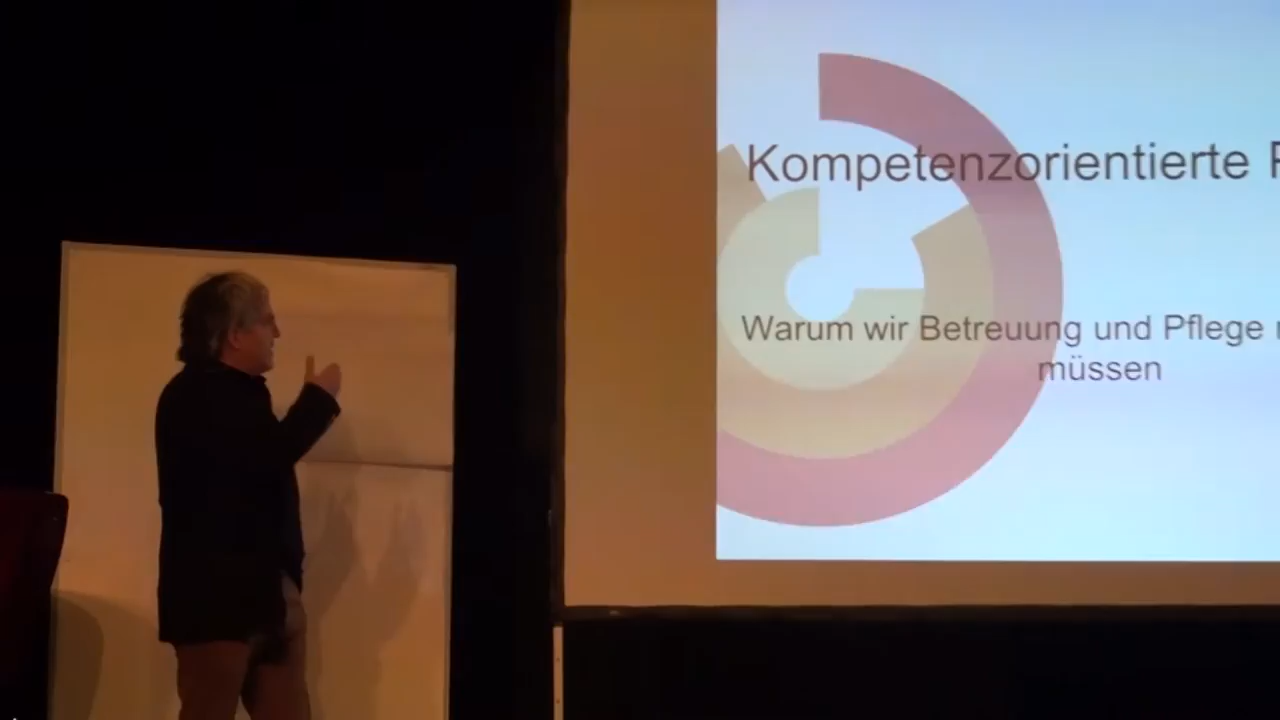 Kompetenzorientierte
Warum wir Betreuung und Pflege
müssen